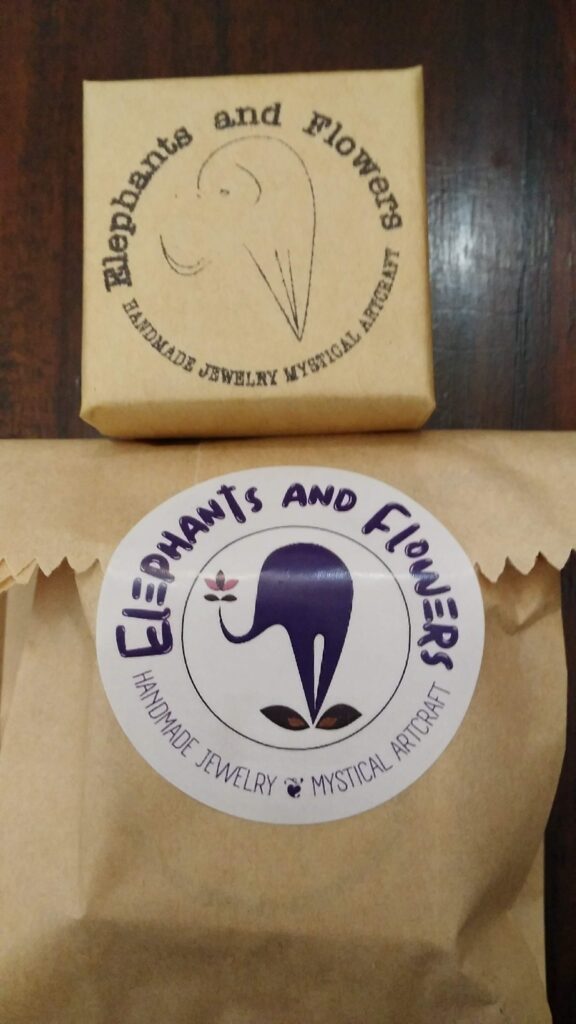 Elephants and Flowers
HANDMADE JEWELRY MYSTICAL ARTCRAFT
ELEPHANTS AND FLOWERS
HANDMADE JEWELRY ❦ MYSTICAL ARTCRAFT